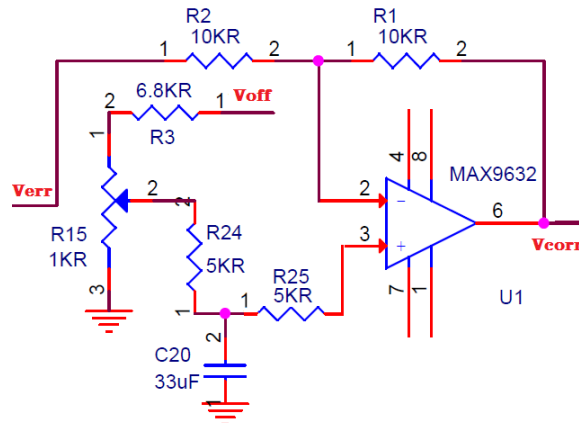 R2
10KR
1
2
R1
10KR
1
2
6.8KR
2
1
Voff
R3
1
4
8
MAX9632
Verr
2
2
2
−
6
R15
1KR
R24
5KR
3
+
Vcorr
3
R25
5KR
1
1
7
1
U1
2
C20
33uF
1